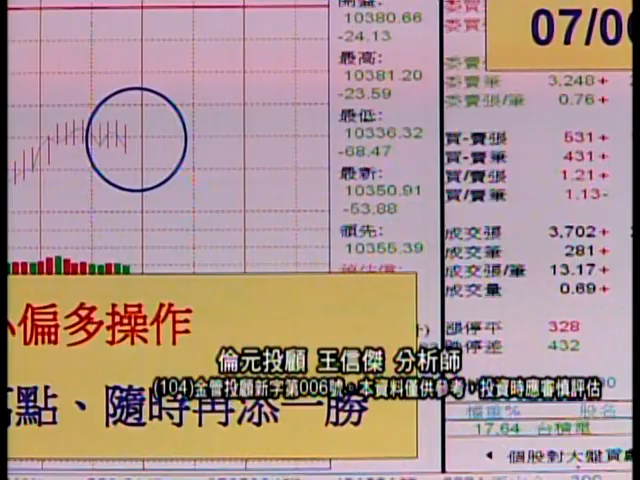 開盤:
10380.66
-24.13
最高:
10381.20
-23.59
最低:
10336.32
-68.47
最新:
10350.91
-53.88
領先:
10355.39
07/0
委賣筆 3.248+
委賣張/筆 0.76+
買-賣張 531+
買-賣筆 431+
買/賣張 1.21+
買/賣筆 1.13-
成交張 3.702+
成交筆 281+
成交張/筆 13.17+
成交量 0.69+
漲停平 328
跌停差 432
權重% 股名
17.64 台積電
個股對大盤買
偏多操作
點、隨時再添一勝
倫元投顧 王信傑 分析師
(104)金管投顧新字第006號。本資料僅供參考，投資時應審慎評估